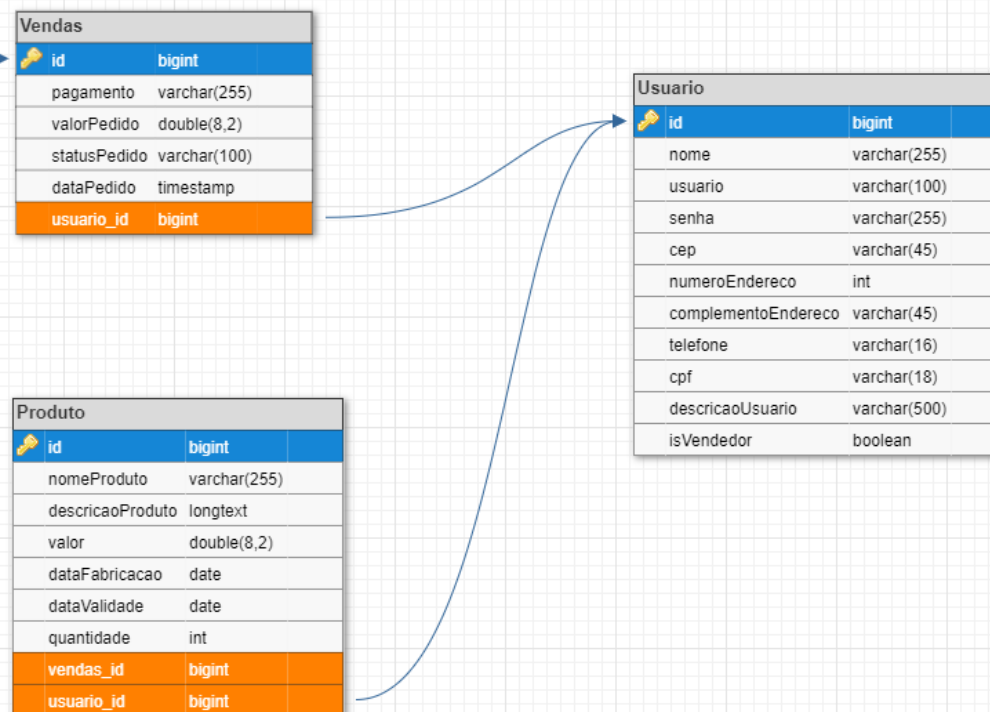 Vendas
id bigint
pagamento varchar(255)
valorPedido double(8,2)
statusPedido varchar(100)
dataPedido timestamp
usuario_id bigint
Usuario
id bigint
nome varchar(255)
usuario varchar(100)
senha varchar(255)
cep varchar(45)
numeroEndereco int
complementoEndereco varchar(45)
telefone varchar(16)
cpf varchar(18)
descricaoUsuario varchar(500)
isVendedor boolean
Produto
id bigint
nomeProduto varchar(255)
descricaoProduto longtext
valor double(8,2)
dataFabricacao date
dataValidade date
quantidade int
vendas_id bigint
usuario_id bigint